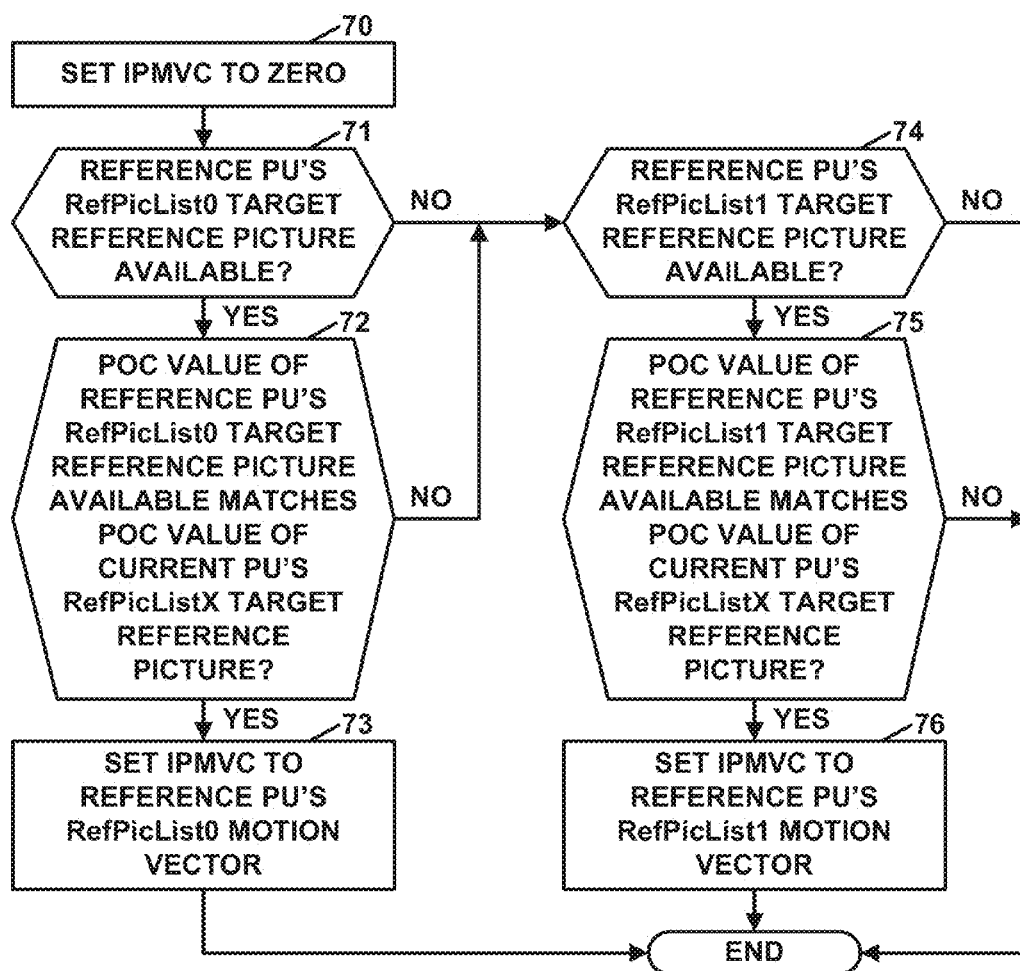 70
SET IPMVC TO ZERO
71
REFERENCE PU'S
RefPicList0 TARGET
REFERENCE PICTURE
AVAILABLE?
NO
YES
72
POC VALUE OF
REFERENCE PU'S
RefPicList0 TARGET
REFERENCE PICTURE
AVAILABLE MATCHES
POC VALUE OF
CURRENT PU'S
RefPicListX TARGET
REFERENCE
PICTURE?
NO
YES
73
SET IPMVC TO
REFERENCE PU'S
RefPicList0 MOTION
VECTOR
74
REFERENCE PU'S
RefPicList1 TARGET
REFERENCE PICTURE
AVAILABLE?
NO
YES
75
POC VALUE OF
REFERENCE PU'S
RefPicList1 TARGET
REFERENCE PICTURE
AVAILABLE MATCHES
POC VALUE OF
CURRENT PU'S
RefPicListX TARGET
REFERENCE
PICTURE?
NO
YES
76
SET IPMVC TO
REFERENCE PU'S
RefPicList1 MOTION
VECTOR
END